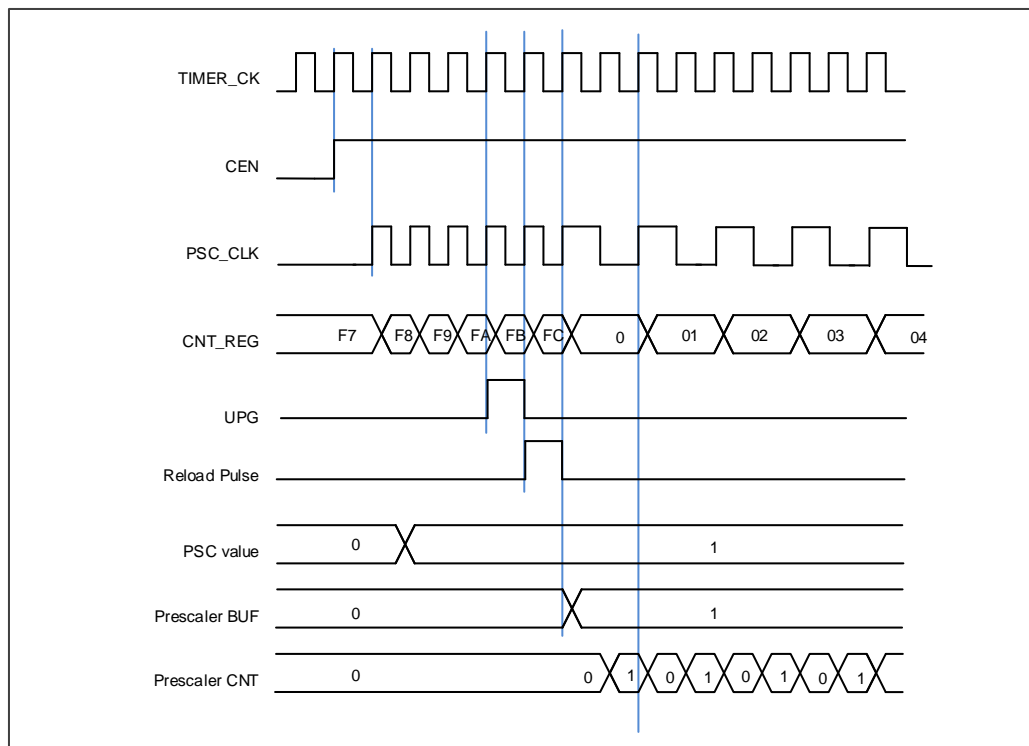 TIMER_CK
CEN
PSC_CLK
CNT_REG F7 F8 F9 FA FB FC 0 01 02 03 04
UPG
Reload Pulse
PSC value 0 1
Prescaler BUF 0 1
Prescaler CNT 0 0 1 0 1 0 1 0 1